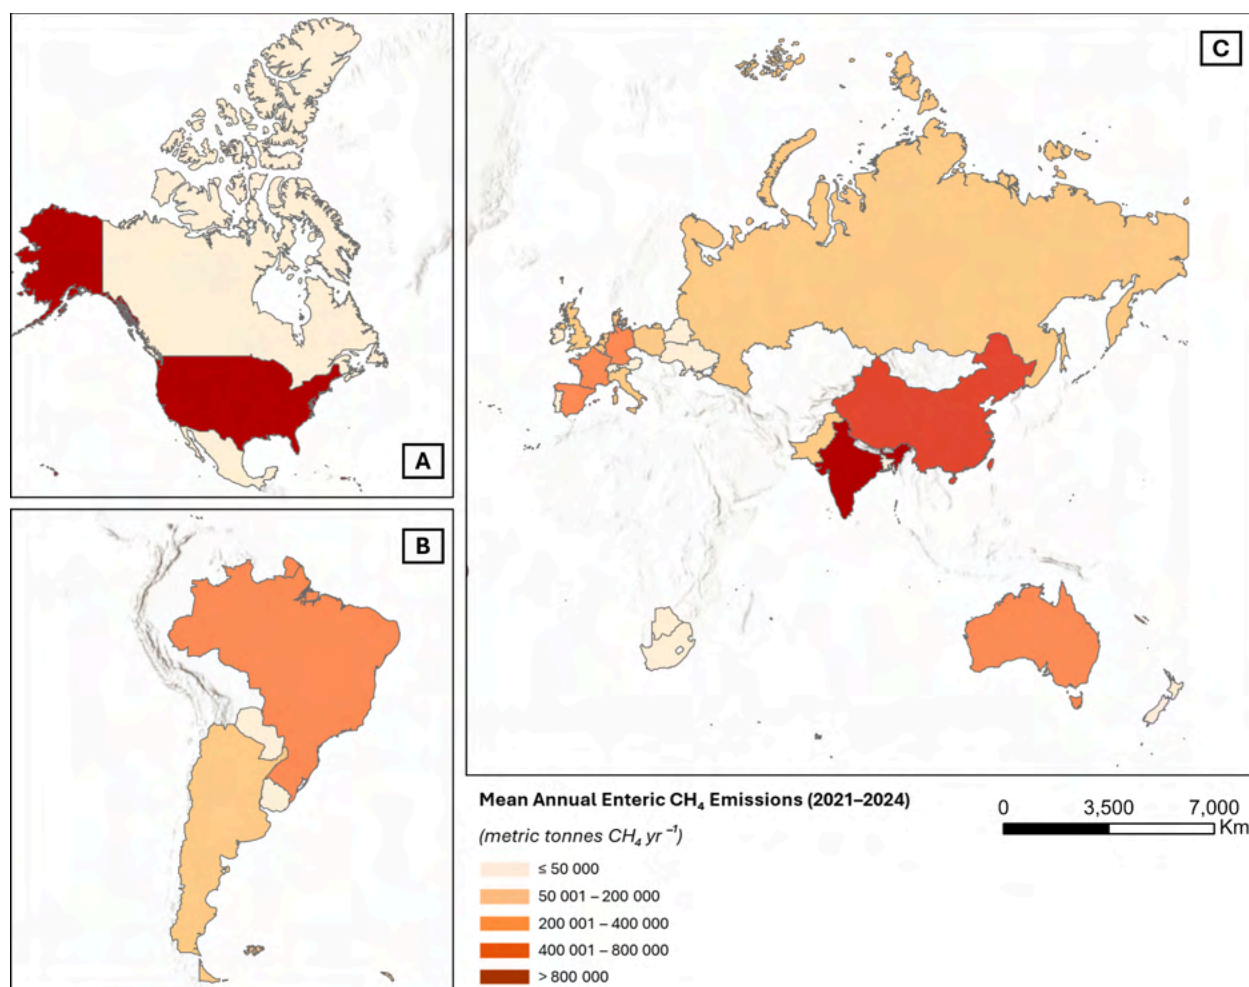 A
B
C
Mean Annual Enteric CH₄ Emissions (2021–2024)
(metric tonnes CH₄ yr ⁻¹)
≤ 50 000
50 001 – 200 000
200 001 – 400 000
400 001 – 800 000
> 800 000
0 3,500 7,000
Km